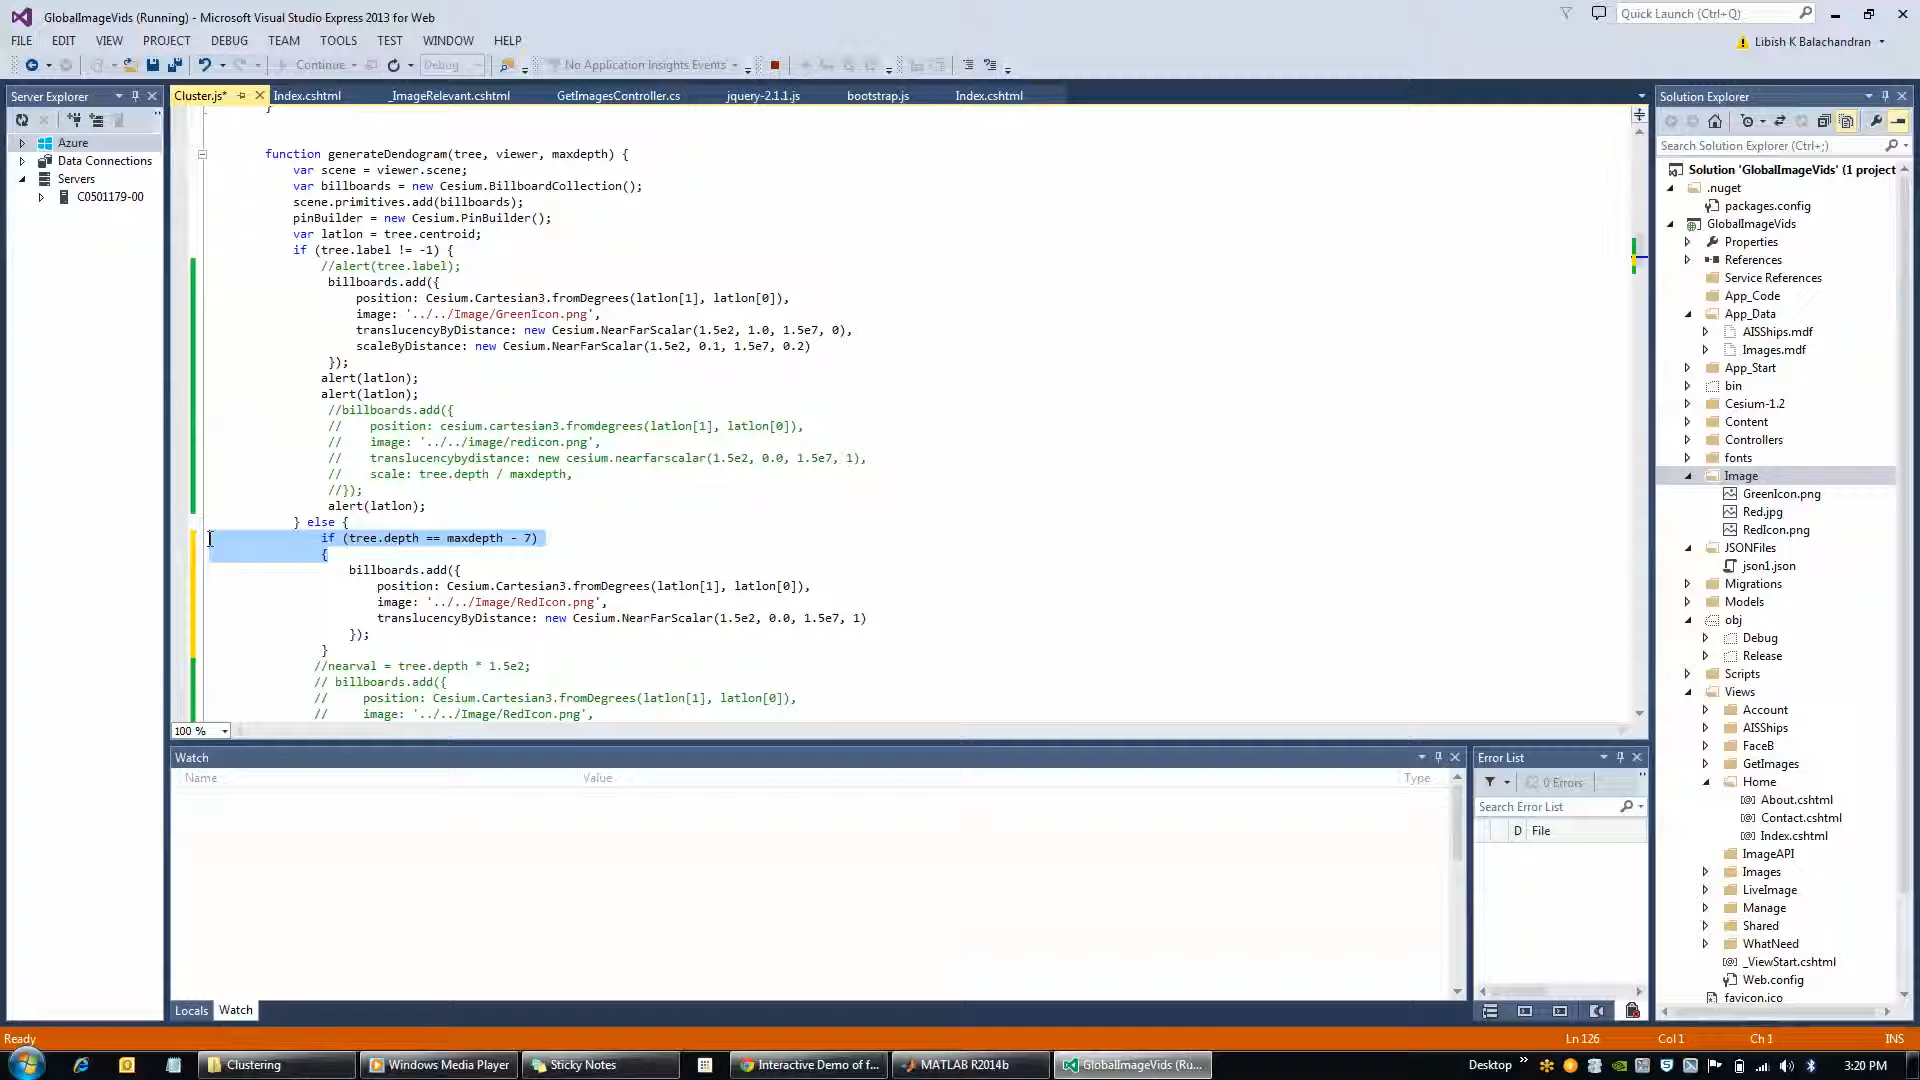 GlobalImageVids (Running) - Microsoft Visual Studio Express 2013 for Web
Quick Launch (Ctrl+Q)
FILE EDIT VIEW PROJECT DEBUG TEAM TOOLS TEST WINDOW HELP
Libish K Balachandran
Continue Debug No Application Insights Events
Server Explorer
Azure
Data Connections
Servers
C0501179-00
Cluster.js* Index.cshtml _ImageRelevant.cshtml GetImagesController.cs jquery-2.1.1.js bootstrap.js Index.cshtml
}
function generateDendogram(tree, viewer, maxdepth) {
var scene = viewer.scene;
var billboards = new Cesium.BillboardCollection();
scene.primitives.add(billboards);
pinBuilder = new Cesium.PinBuilder();
var latlon = tree.centroid;
if (tree.label != -1) {
//alert(tree.label);
billboards.add({
position: Cesium.Cartesian3.fromDegrees(latlon[1], latlon[0]),
image: '../../Image/GreenIcon.png',
translucencyByDistance: new Cesium.NearFarScalar(1.5e2, 1.0, 1.5e7, 0),
scaleByDistance: new Cesium.NearFarScalar(1.5e2, 0.1, 1.5e7, 0.2)
});
alert(latlon);
alert(latlon);
//billboards.add({
// position: cesium.cartesian3.fromdegrees(latlon[1], latlon[0]),
// image: '../../image/redicon.png',
// translucencybydistance: new cesium.nearfarscalar(1.5e2, 0.0, 1.5e7, 1),
// scale: tree.depth / maxdepth,
//});
alert(latlon);
} else {
if (tree.depth == maxdepth - 7)
{
billboards.add({
position: Cesium.Cartesian3.fromDegrees(latlon[1], latlon[0]),
image: '../../Image/RedIcon.png',
translucencyByDistance: new Cesium.NearFarScalar(1.5e2, 0.0, 1.5e7, 1)
});
}
//nearval = tree.depth * 1.5e2;
// billboards.add({
// position: Cesium.Cartesian3.fromDegrees(latlon[1], latlon[0]),
// image: '../../Image/RedIcon.png',
100 %
Watch
Name Value Type
Locals Watch
Error List
0 Errors
Search Error List
D File
Solution Explorer
Search Solution Explorer (Ctrl+;)
Solution 'GlobalImageVids' (1 project
.nuget
packages.config
GlobalImageVids
Properties
References
Service References
App_Code
App_Data
AISShips.mdf
Images.mdf
App_Start
bin
Cesium-1.2
Content
Controllers
fonts
Image
GreenIcon.png
Red.jpg
RedIcon.png
JSONFiles
json1.json
Migrations
Models
obj
Debug
Release
Scripts
Views
Account
AISShips
FaceB
GetImages
Home
About.cshtml
Contact.cshtml
Index.cshtml
ImageAPI
Images
LiveImage
Manage
Shared
WhatNeed
_ViewStart.cshtml
Web.config
favicon.ico
Ready Ln 126 Col 1 Ch 1 INS
Clustering Windows Media Player Sticky Notes Interactive Demo of f... MATLAB R2014b GlobalImageVids (Ru... Desktop 3:20 PM